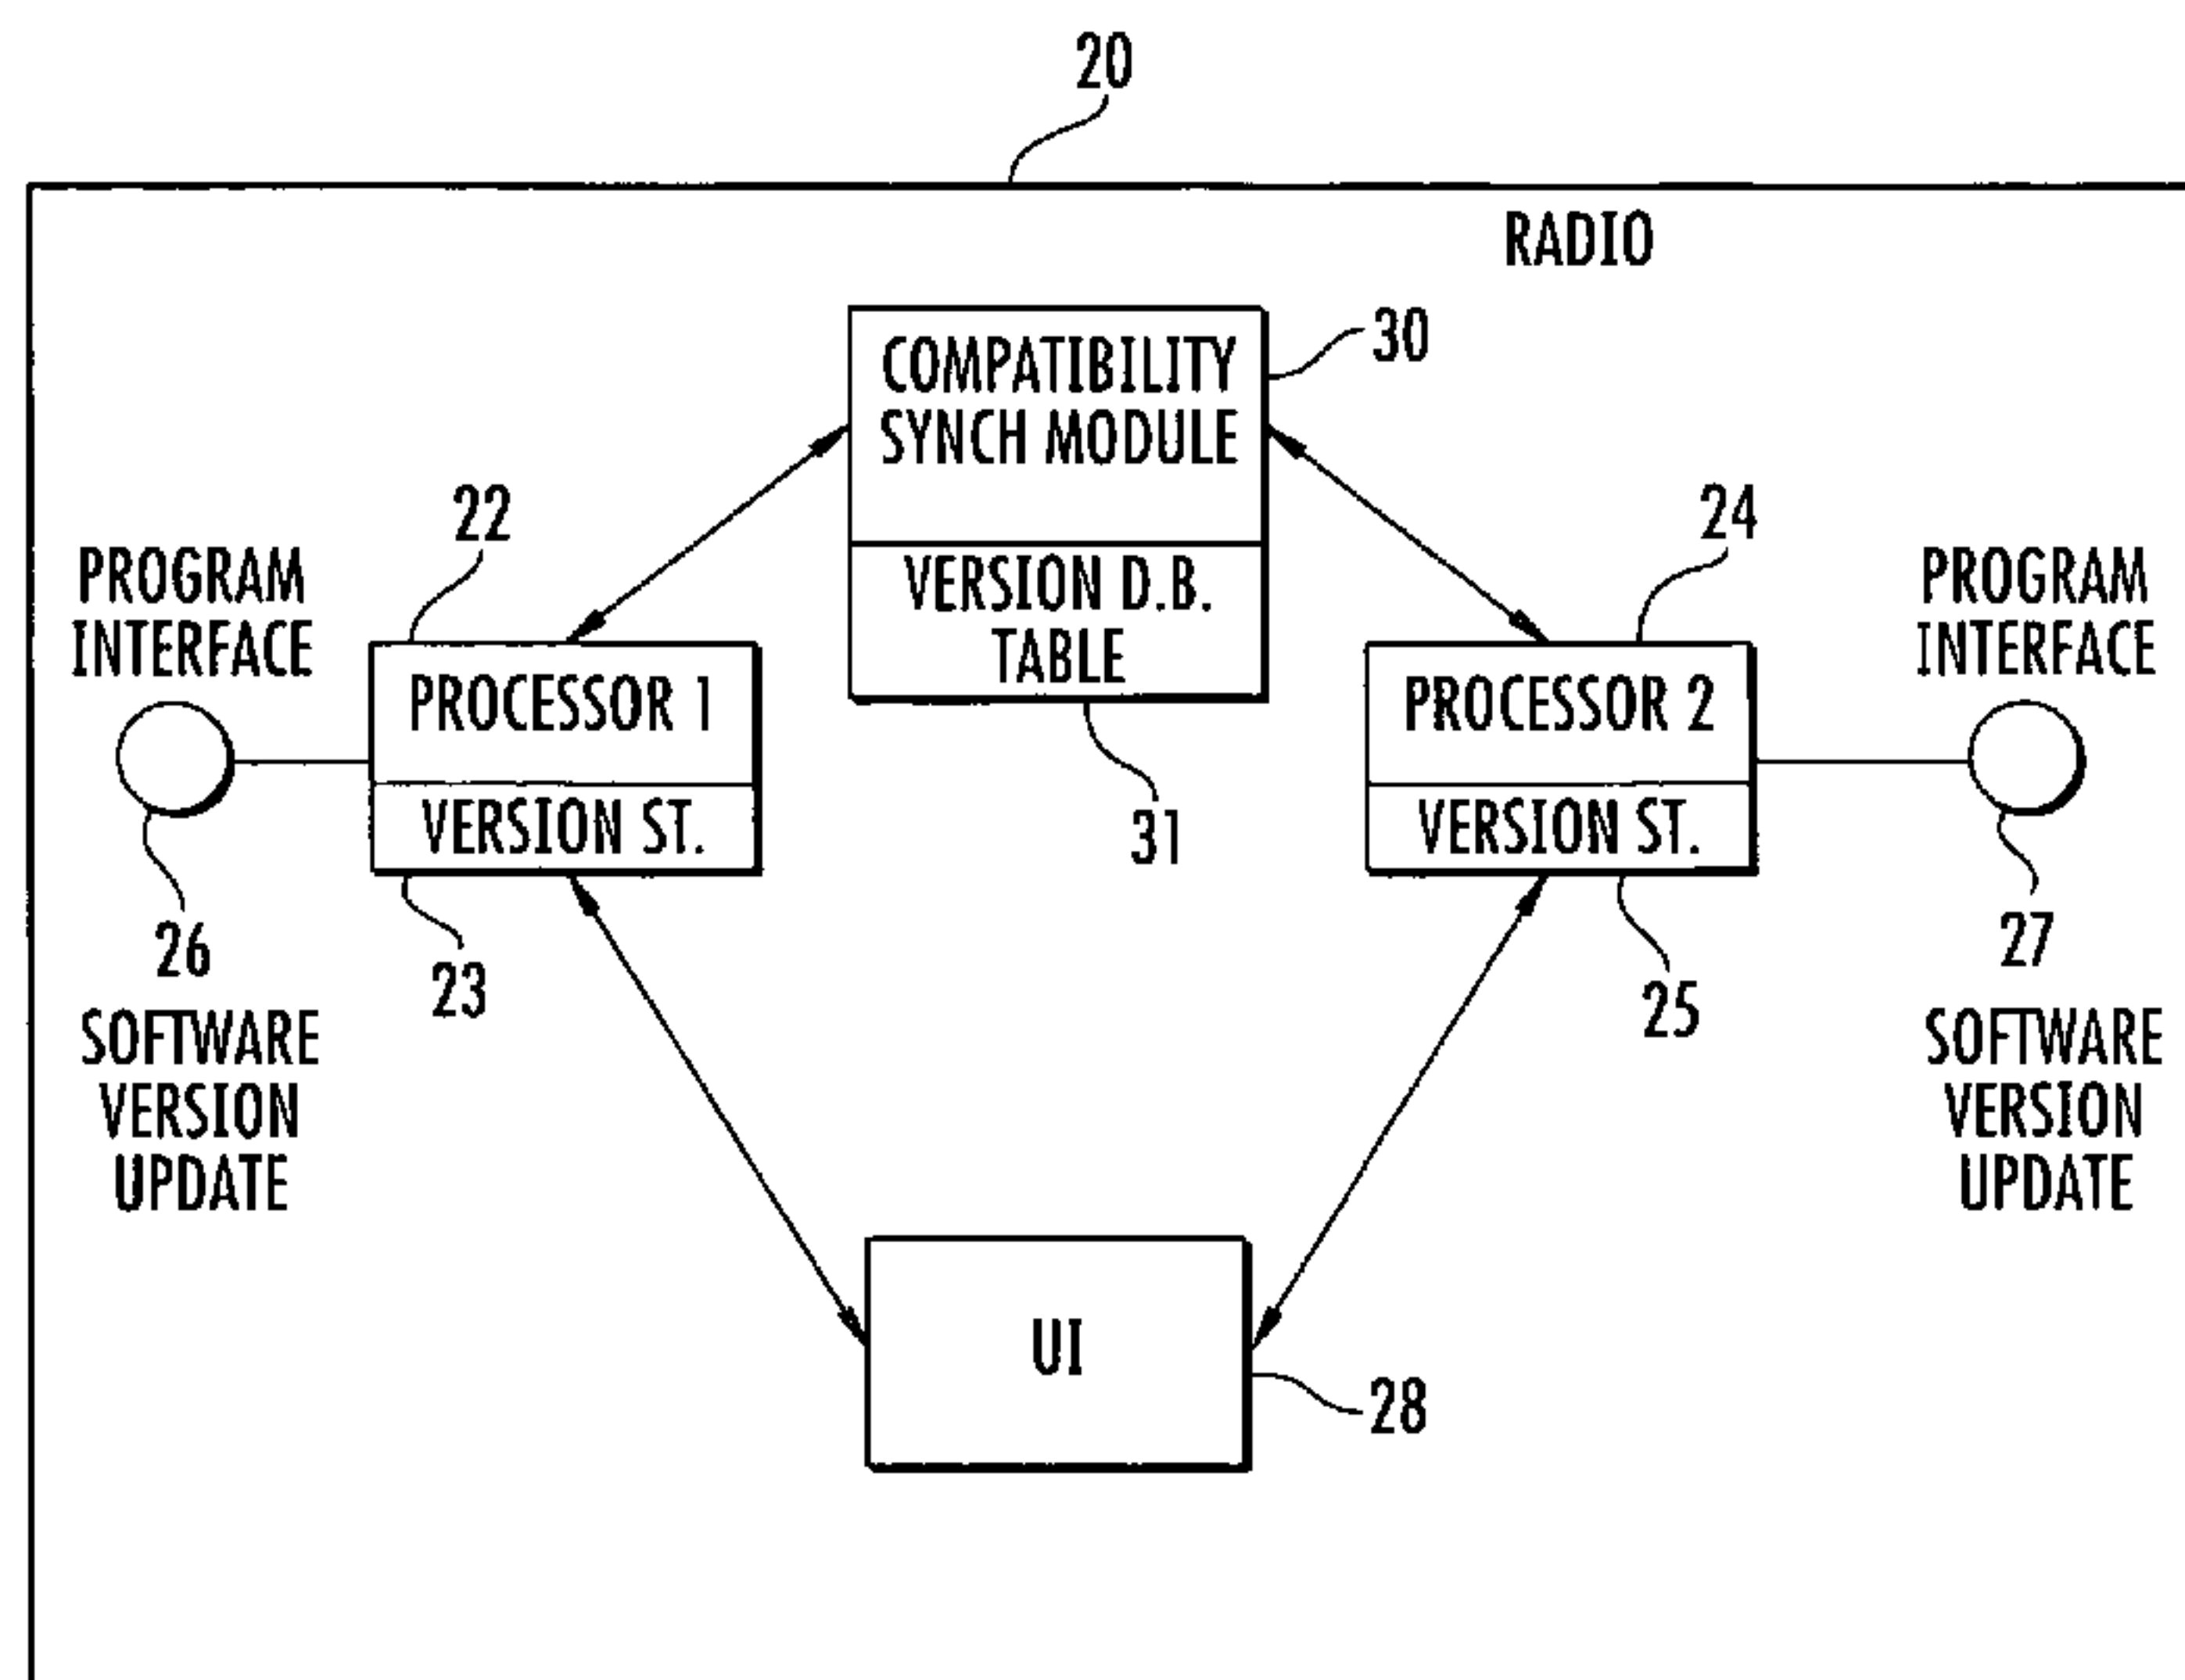 20
RADIO
COMPATIBILITY
SYNCH MODULE
30
VERSION D.B.
TABLE
31
22
PROGRAM
INTERFACE
PROCESSOR 1
VERSION ST.
26
23
SOFTWARE
VERSION
UPDATE
24
PROGRAM
INTERFACE
PROCESSOR 2
VERSION ST.
27
25
SOFTWARE
VERSION
UPDATE
UI
28